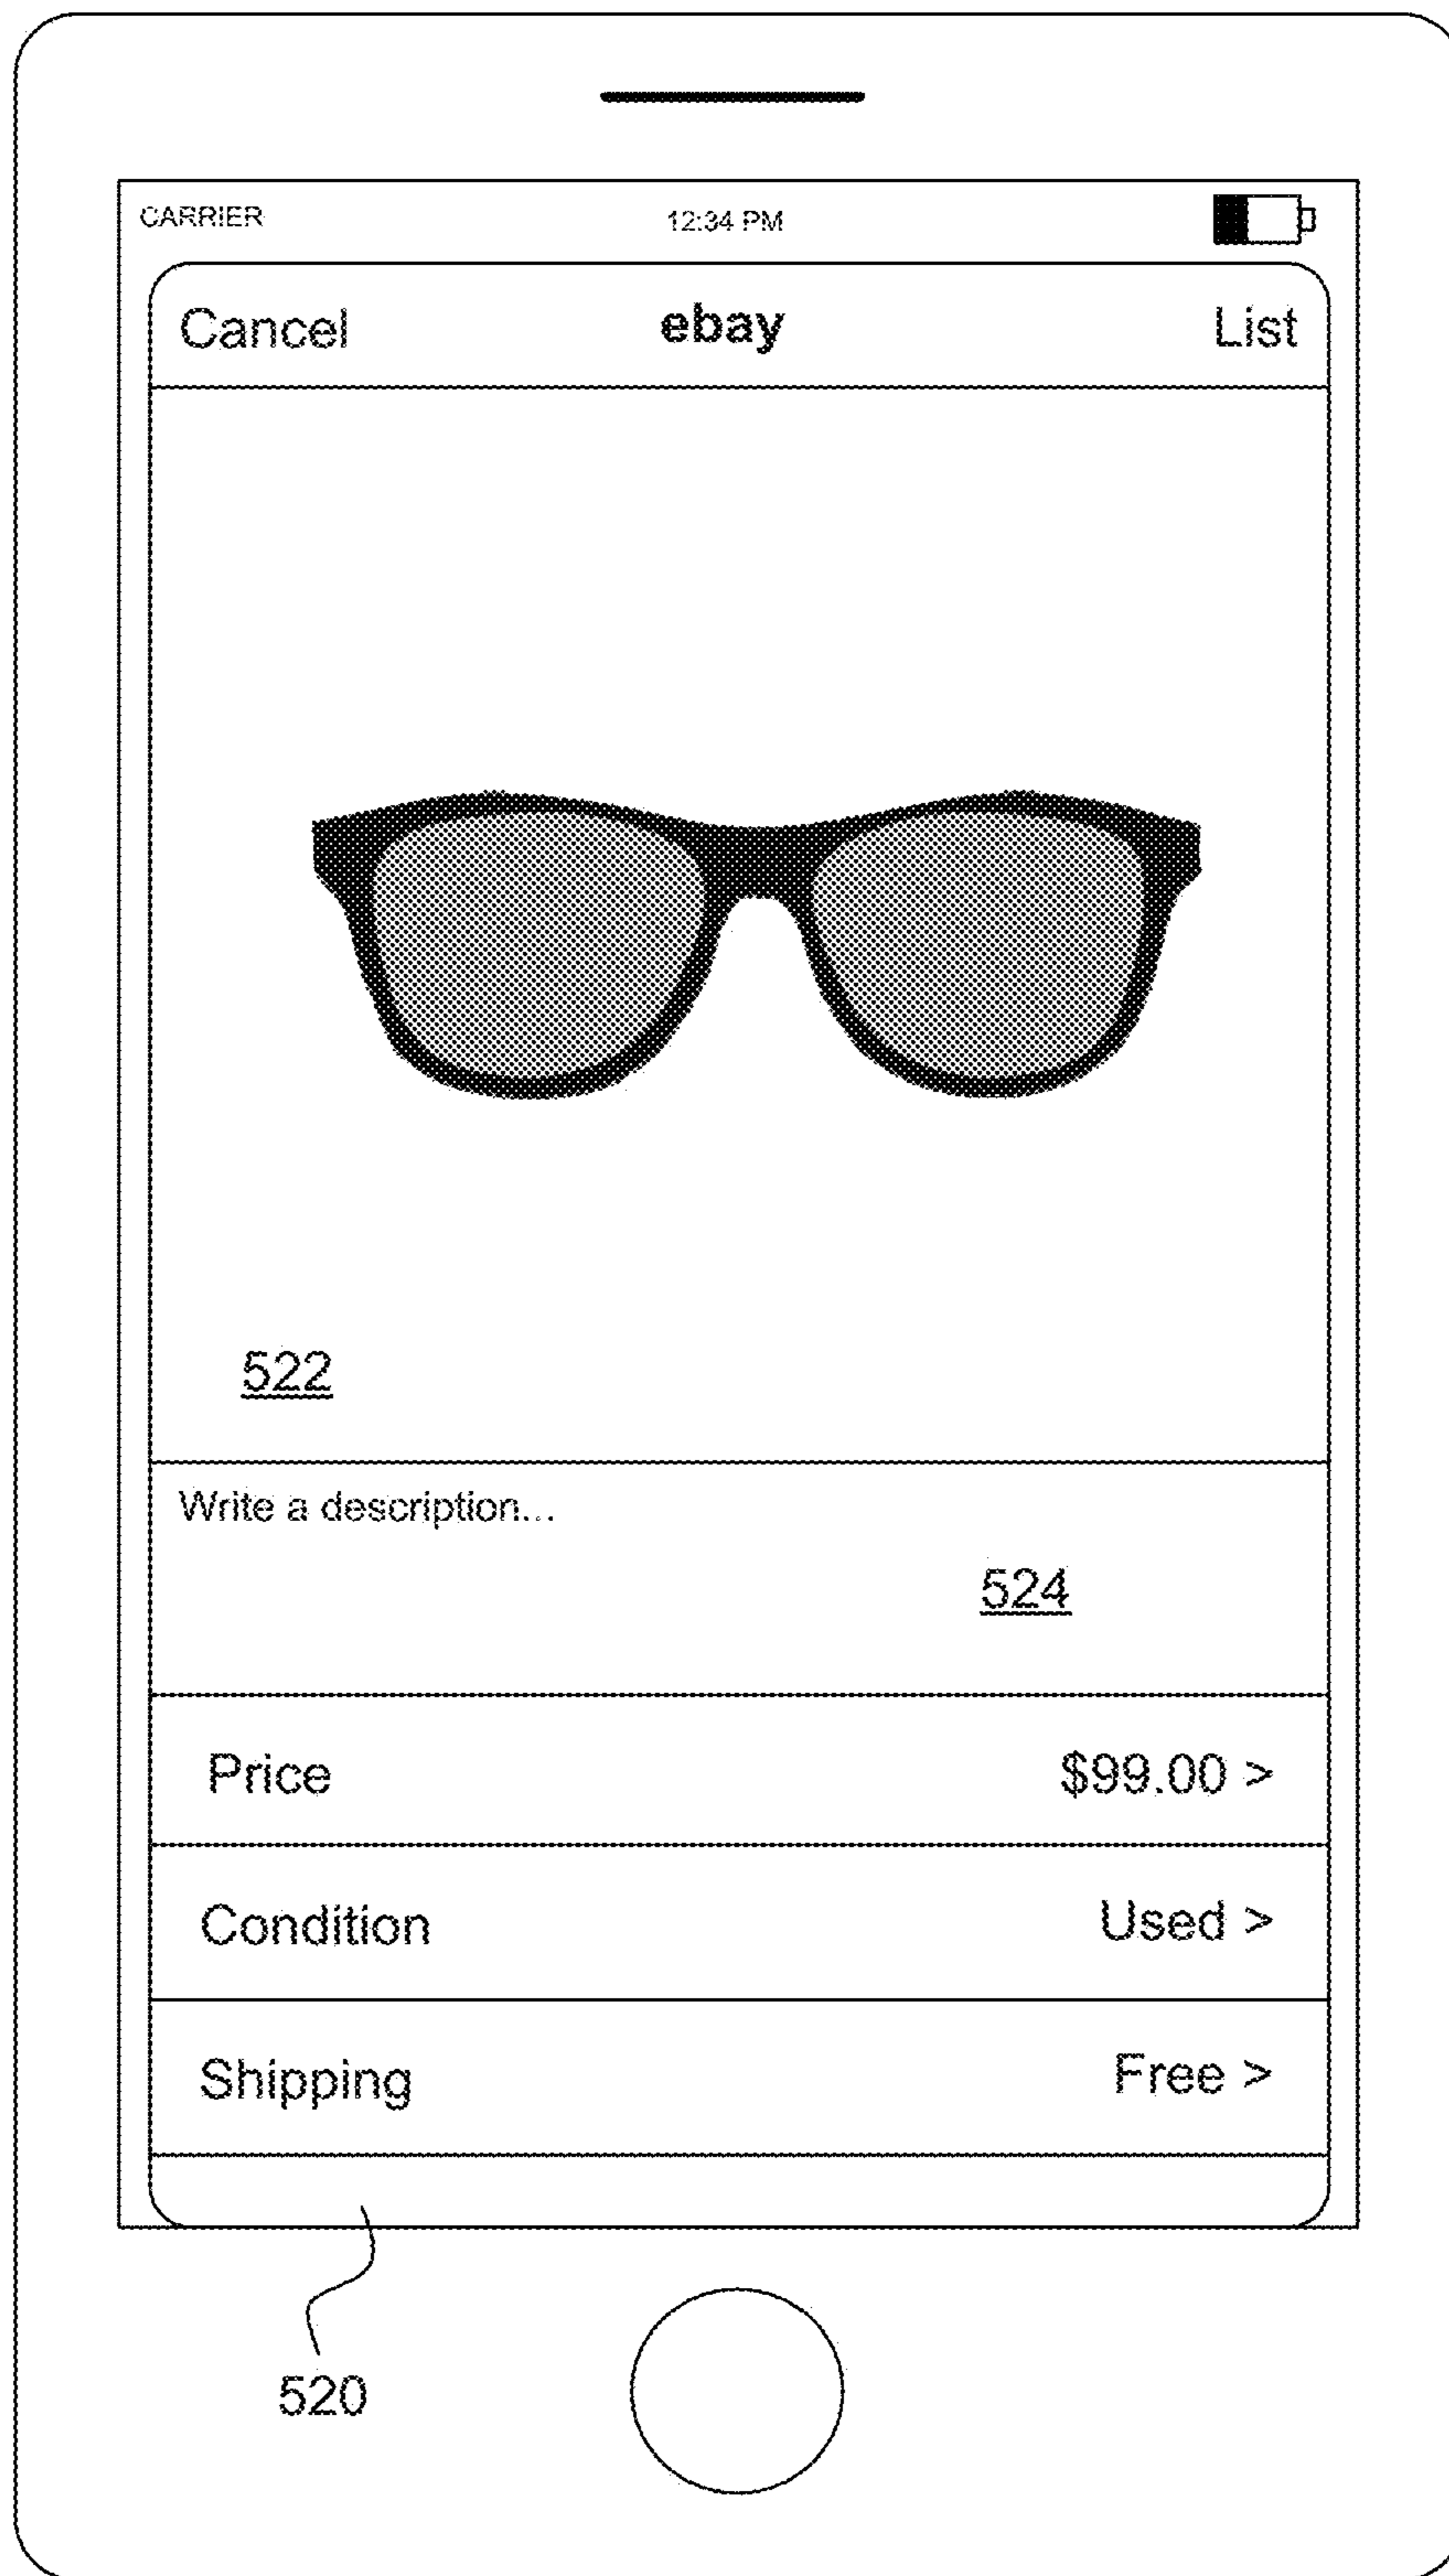 CARRIER 12:34 PM
Cancel ebay List
522
Write a description...
524
Price $99.00 >
Condition Used >
Shipping Free >
520